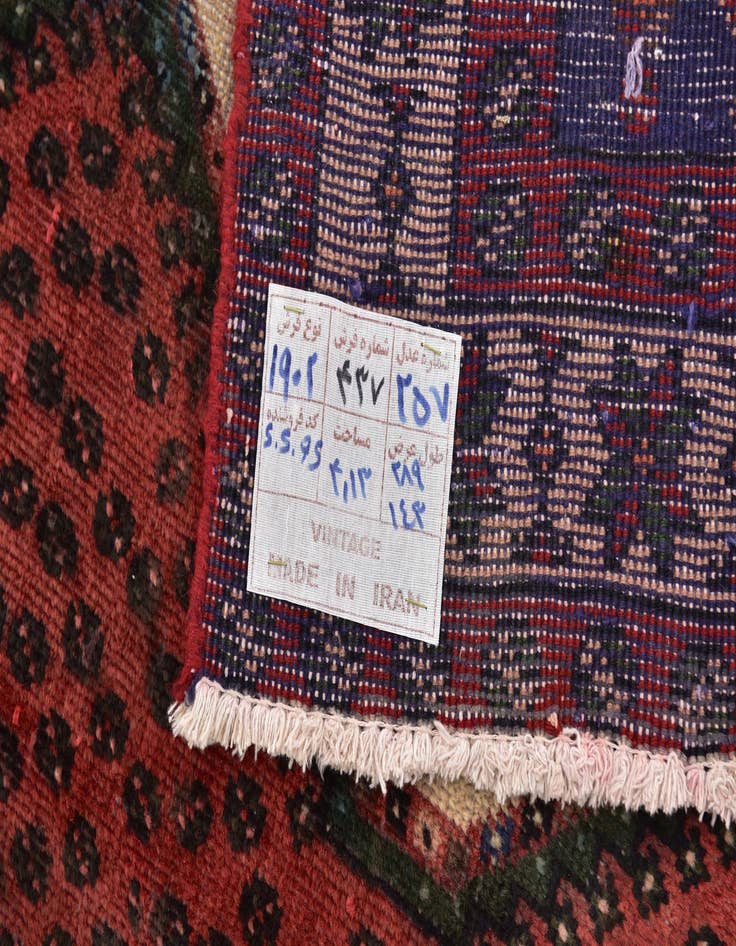 شماره عدل شماره فرش نوع فرش
۲۵۷ ۴۳۷ ۱۹۰۲
طول عرض مساحت کد فروشنده
۲۸۹ ۴,۱۳ S.S.95
۱۴۳
VINTAGE
MADE IN IRAN